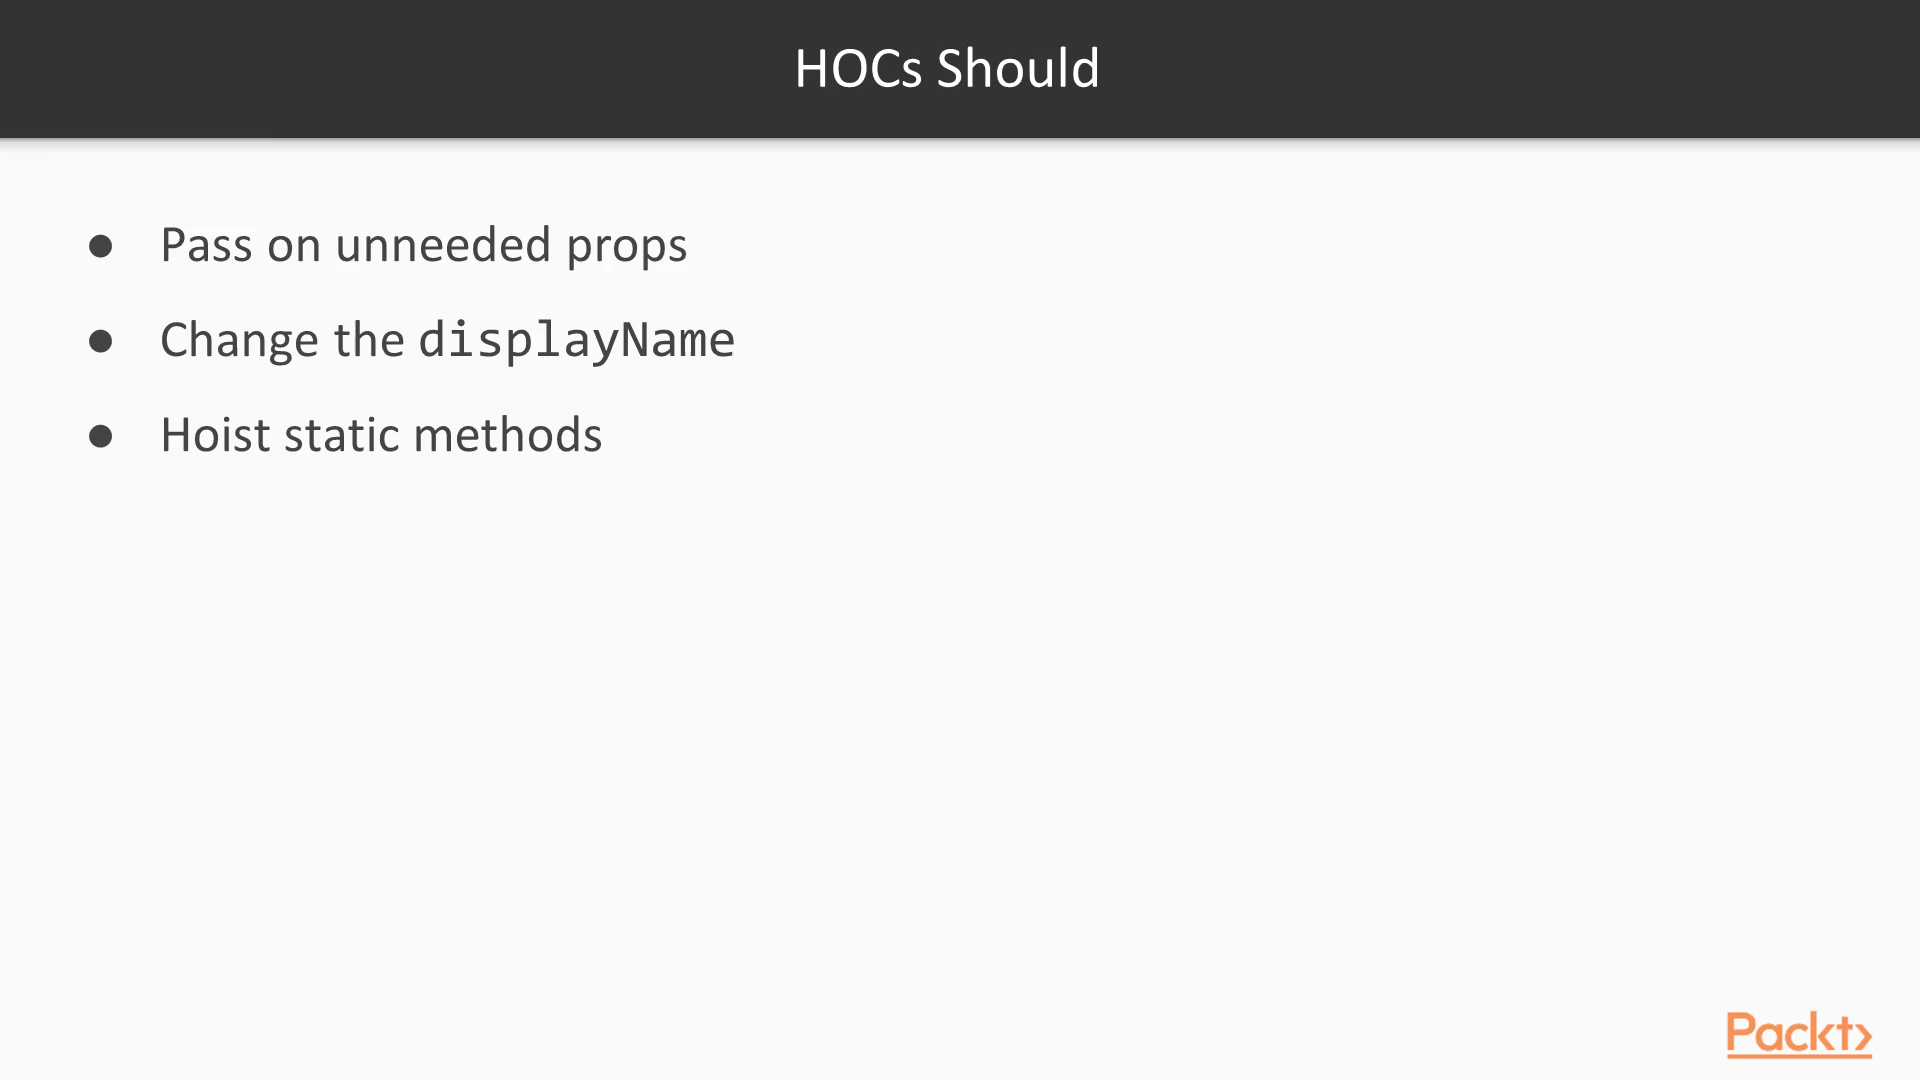 HOCs Should
● Pass on unneeded props
● Change the displayName
● Hoist static methods
Packt>